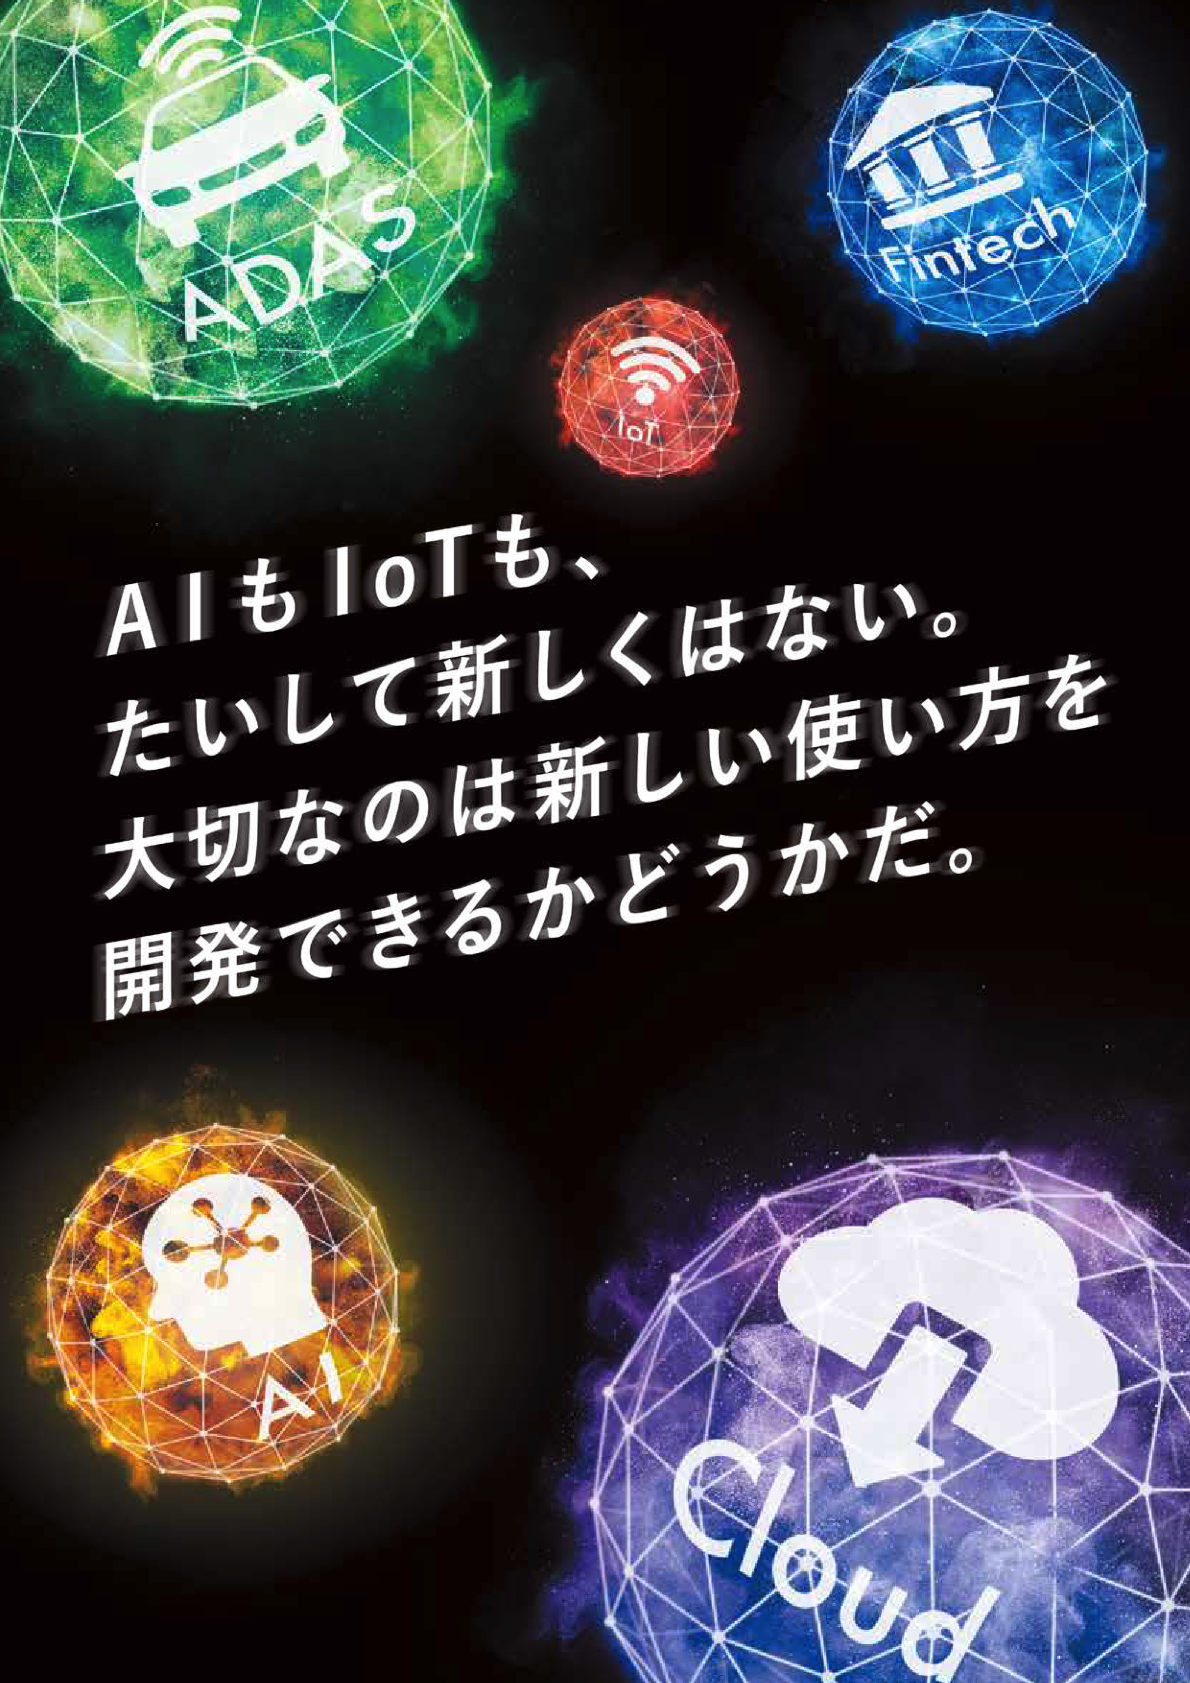 ADAS
Fintech
IoT
AIもIoTも、
たいして新しくはない。
大切なのは新しい使い方を
開発できるかどうかだ。
AI
Cloud